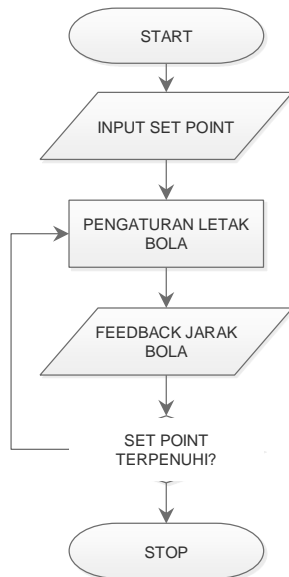 START
INPUT SET POINT
PENGATURAN LETAK
BOLA
FEEDBACK JARAK
BOLA
SET POINT
TERPENUHI?
STOP